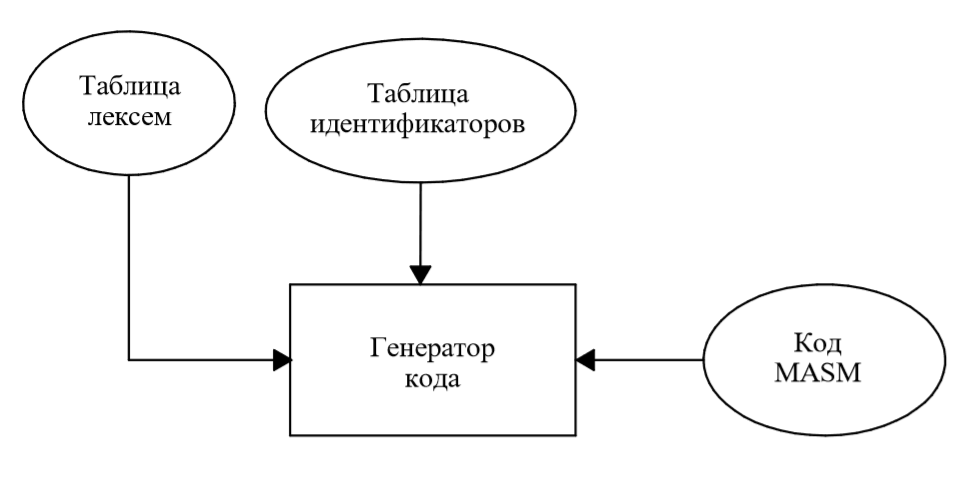 Таблица
лексем
Таблица
идентификаторов
Генератор
кода
Код
MASM